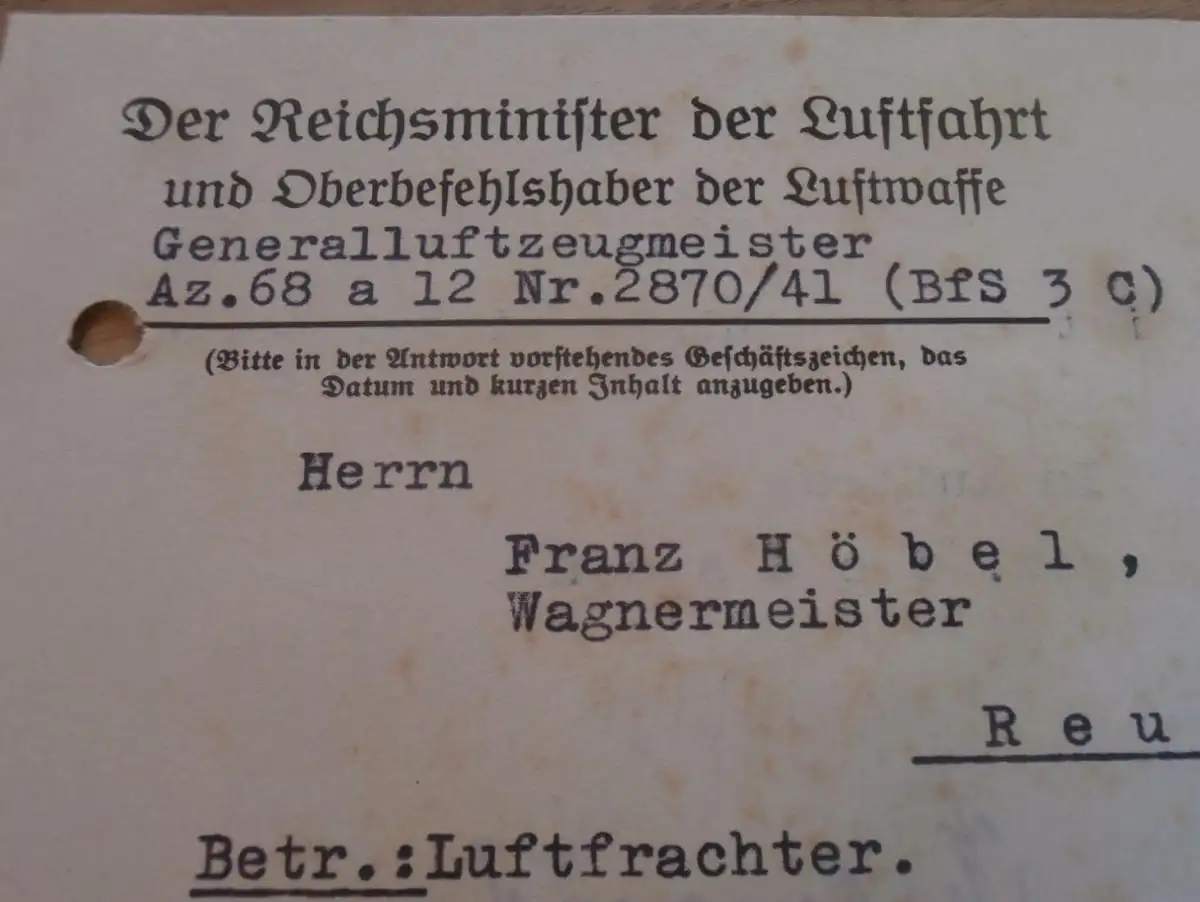 Der Reichsminister der Luftfahrt
und Oberbefehlshaber der Luftwaffe
Generalluftzeugmeister
Az.68 a 12 Nr.2870/41 (BfS 3 C)
(Bitte in der Antwort vorstehendes Geschäftszeichen, das
Datum und kurzen Inhalt anzugeben.)
Herrn
Franz H ö b e l ,
Wagnermeister
R e u
Betr.:Luftfrachter.